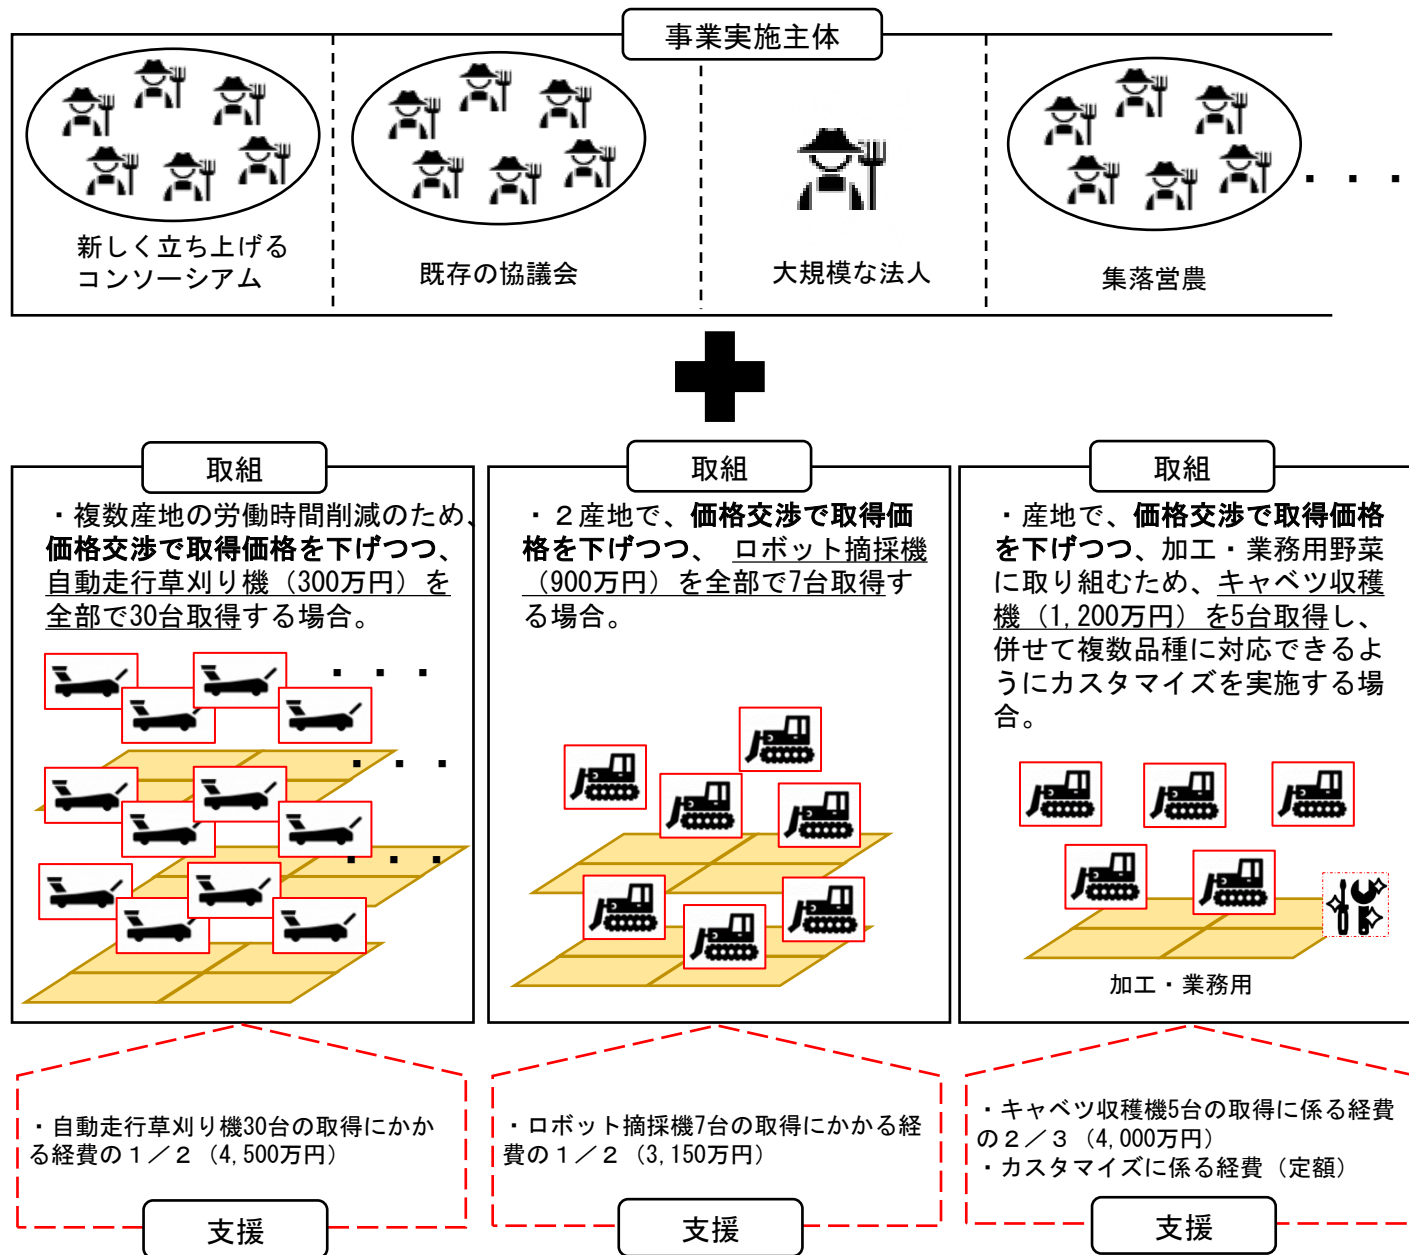 事業実施主体
新しく立ち上げる
コンソーシアム
既存の協議会
大規模な法人
集落営農
・・・
取組
・複数産地の労働時間削減のため、
価格交渉で取得価格を下げつつ、
自動走行草刈り機（300万円）を
全部で30台取得する場合。
・・・
・・・
・・・
取組
・２産地で、価格交渉で取得価
格を下げつつ、 ロボット摘採機
（900万円）を全部で7台取得す
る場合。
取組
・産地で、価格交渉で取得価格
を下げつつ、加工・業務用野菜
に取り組むため、キャベツ収穫
機（1,200万円）を5台取得し、
併せて複数品種に対応できるよ
うにカスタマイズを実施する場
合。
加工・業務用
・自動走行草刈り機30台の取得にかか
る経費の１／２（4,500万円）
支援
・ロボット摘採機7台の取得にかかる経
費の１／２（3,150万円）
支援
・キャベツ収穫機5台の取得に係る経費
の２／３（4,000万円）
・カスタマイズに係る経費（定額）
支援